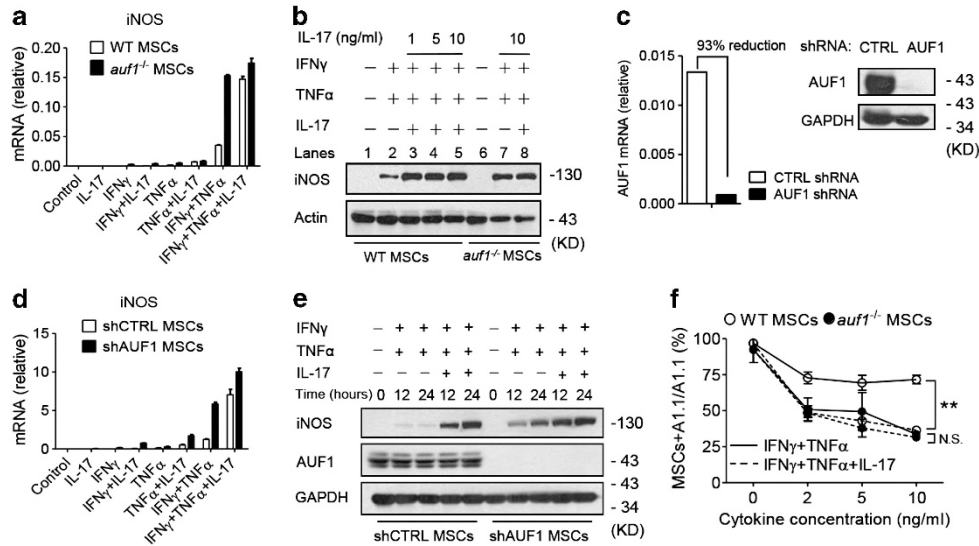 a
iNOS
WT MSCs
auf1-/- MSCs
mRNA (relative)
0.20
0.15
0.10
0.05
0.00
Control
IL-17
IFNγ
IFNγ+IL-17
TNFα
TNFα+IL-17
IFNγ+TNFα
IFNγ+TNFα+IL-17
b
IL-17 (ng/ml) 1 5 10 10
IFNγ – + + + + – + +
TNFα – + + + + – + +
IL-17 + + + +
Lanes 1 2 3 4 5 6 7 8
iNOS -130
Actin - 43
(KD)
WT MSCs auf1-/- MSCs
c
93% reduction
AUF1 mRNA (relative)
0.015
0.010
0.005
0.000
CTRL shRNA
AUF1 shRNA
shRNA: CTRL AUF1
AUF1 - 43
GAPDH - 43
- 34
(KD)
d
iNOS
shCTRL MSCs
shAUF1 MSCs
mRNA (relative)
15
10
5
0
Control
IL-17
IFNγ
IFNγ+IL-17
TNFα
TNFα+IL-17
IFNγ+TNFα
IFNγ+TNFα+IL-17
e
IFNγ – + + + + – + + + +
TNFα – + + + + – + + + +
IL-17 + + + +
Time (hours) 0 12 24 12 24 0 12 24 12 24
iNOS -130
AUF1 - 43
GAPDH - 43
- 34
(KD)
shCTRL MSCs shAUF1 MSCs
f
WT MSCs auf1-/- MSCs
MSCs+A1.1/A1.1 (%)
100
75
50
25
**
N.S.
IFNγ+TNFα
IFNγ+TNFα+IL-17
0 2 5 10
Cytokine concentration (ng/ml)